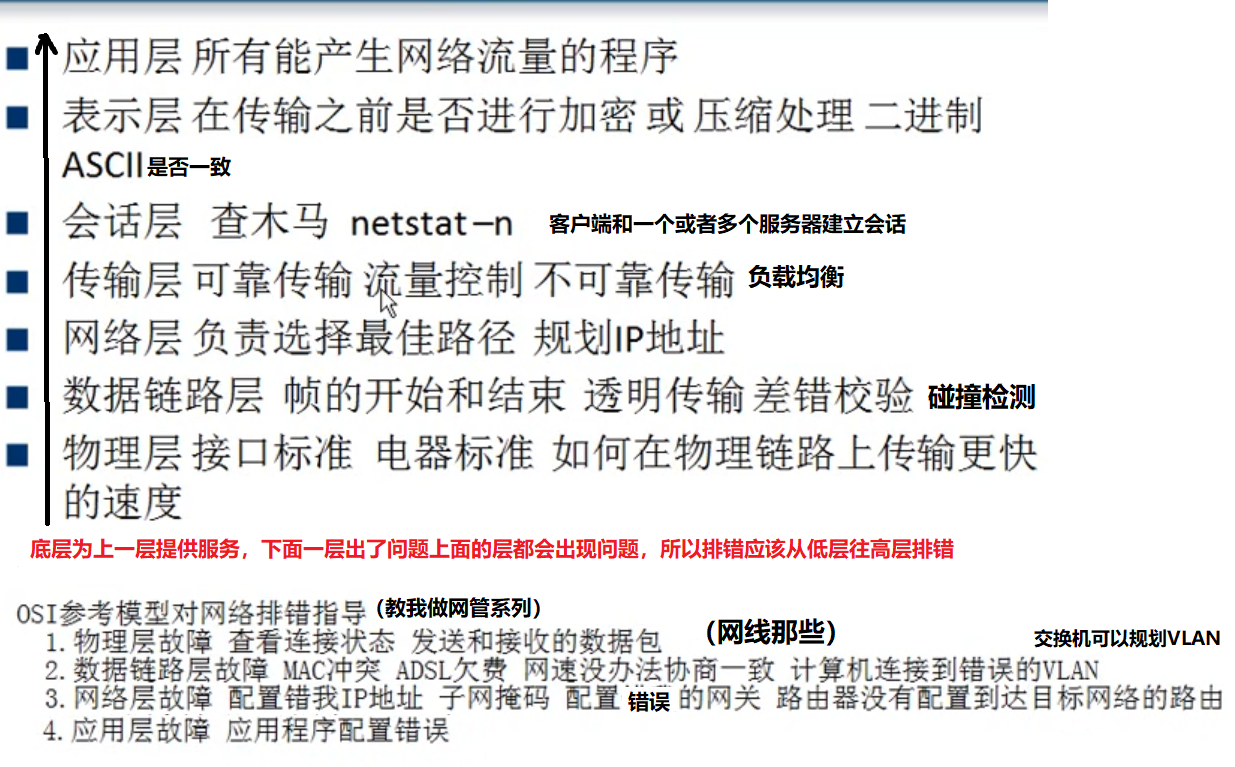 应用层 所有能产生网络流量的程序
表示层 在传输之前是否进行加密 或 压缩处理 二进制
ASCII是否一致
会话层 查木马 netstat –n 客户端和一个或者多个服务器建立会话
传输层 可靠传输 流量控制 不可靠传输 负载均衡
网络层 负责选择最佳路径 规划IP地址
数据链路层 帧的开始和结束 透明传输 差错校验 碰撞检测
物理层 接口标准 电器标准 如何在物理链路上传输更快
的速度
底层为上一层提供服务，下面一层出了问题上面的层都会出现问题，所以排错应该从低层往高层排错
OSI参考模型对网络排错指导（教我做网管系列）
1. 物理层故障 查看连接状态 发送和接收的数据包 （网线那些） 交换机可以规划VLAN
2. 数据链路层故障 MAC冲突 ADSL欠费 网速没办法协商一致 计算机连接到错误的VLAN
3. 网络层故障 配置错我IP地址 子网掩码 配置 错误 的网关 路由器没有配置到达目标网络的路由
4. 应用层故障 应用程序配置错误